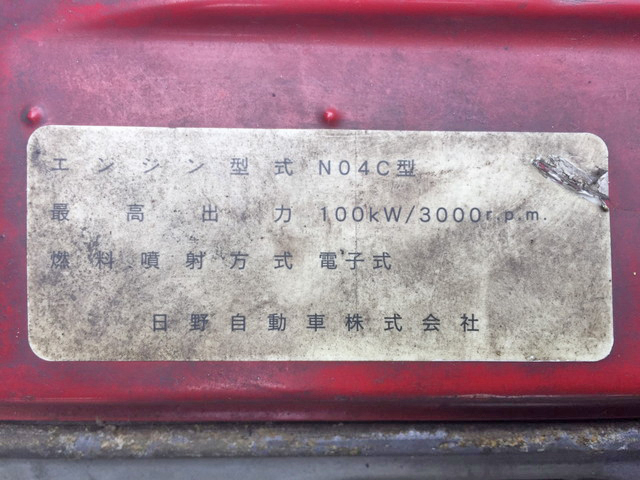 エンジン型式 N04C型
最高出力 100kW/3000r.p.m.
燃料噴射方式 電子式
日野自動車株式会社